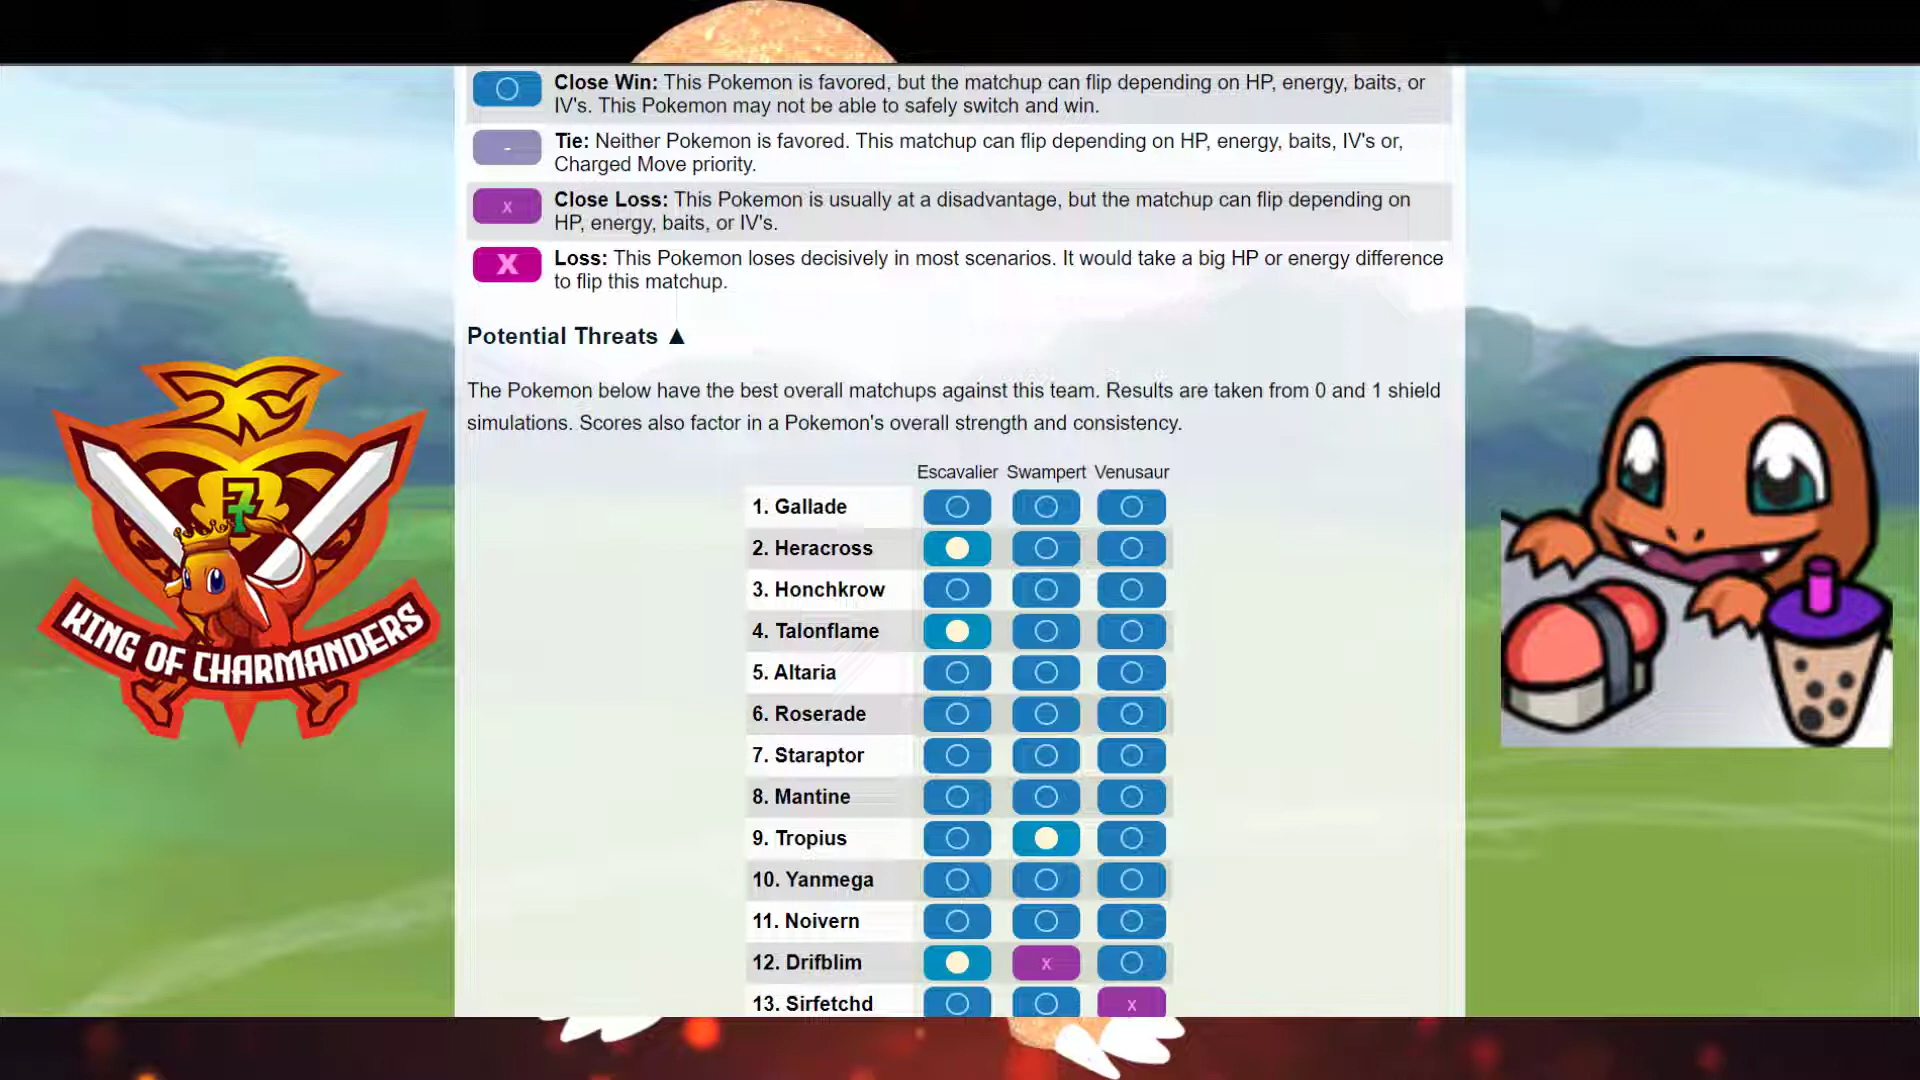 Close Win: This Pokemon is favored, but the matchup can flip depending on HP, energy, baits, or
IV's. This Pokemon may not be able to safely switch and win.
-
Tie: Neither Pokemon is favored. This matchup can flip depending on HP, energy, baits, IV's or,
Charged Move priority.
x
Close Loss: This Pokemon is usually at a disadvantage, but the matchup can flip depending on
HP, energy, baits, or IV's.
X
Loss: This Pokemon loses decisively in most scenarios. It would take a big HP or energy difference
to flip this matchup.
Potential Threats ▲
The Pokemon below have the best overall matchups against this team. Results are taken from 0 and 1 shield
simulations. Scores also factor in a Pokemon's overall strength and consistency.
Escavalier Swampert Venusaur
1. Gallade
2. Heracross
3. Honchkrow
4. Talonflame
5. Altaria
6. Roserade
7. Staraptor
8. Mantine
9. Tropius
10. Yanmega
11. Noivern
12. Drifblim x
13. Sirfetchd x
KING OF CHARMANDERS